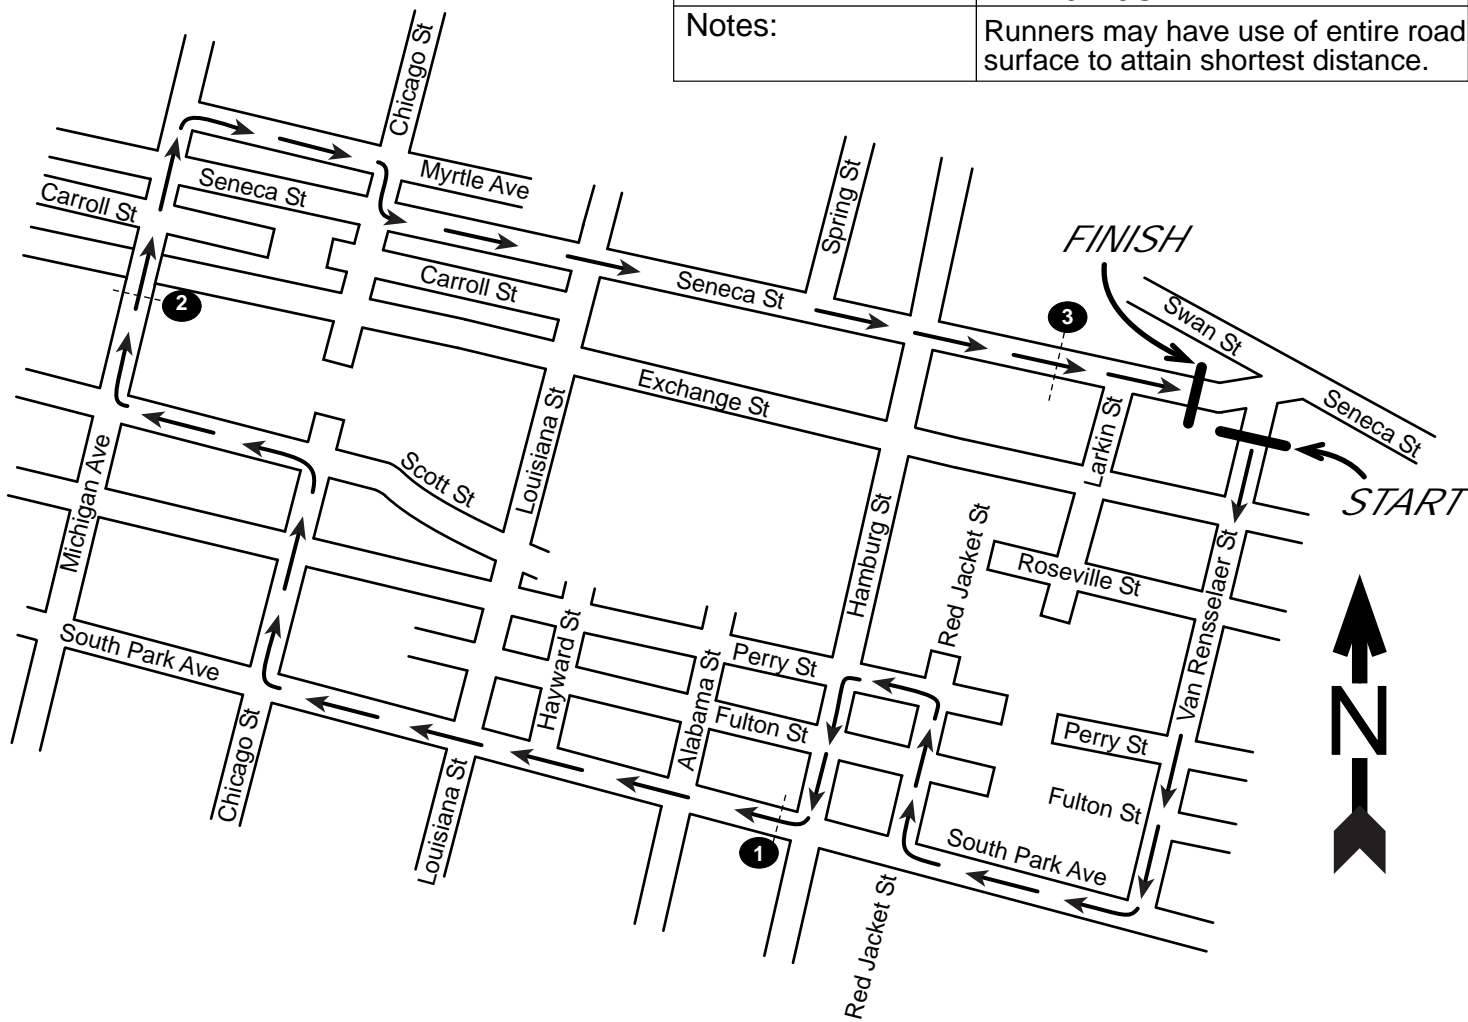 Notes:
Runners may have use of entire road
surface to attain shortest distance.
Chicago St
Myrtle Ave
Seneca St
Carroll St
Spring St
FINISH
Carroll St
Seneca St
Swan St
2
3
Exchange St
Louisiana St
Larkin St
Seneca St
START
Michigan Ave
Scott St
Hamburg St
Red Jacket St
Roseville St
Van Rensselaer St
N
South Park Ave
Hayward St
Alabama St
Perry St
Fulton St
Perry St
Fulton St
Chicago St
Louisiana St
1
South Park Ave
Red Jacket St